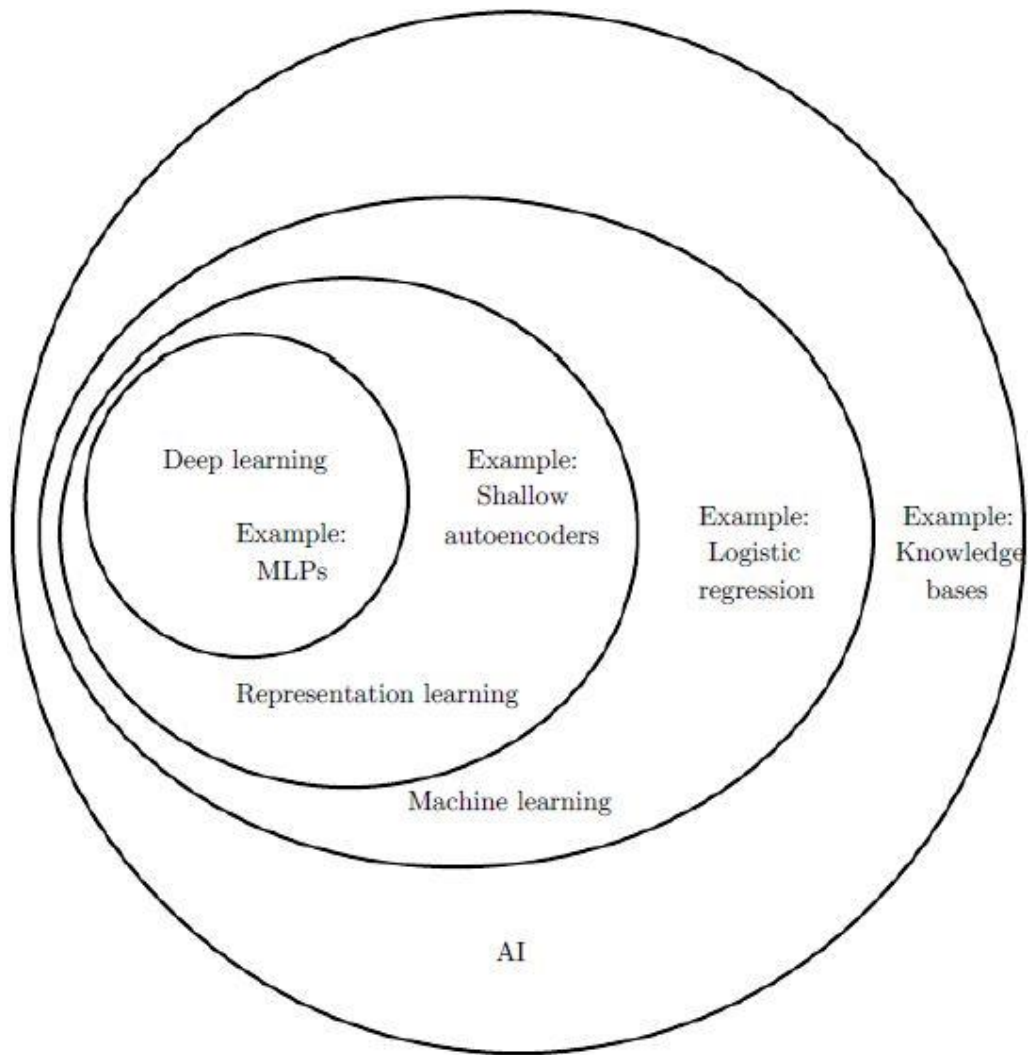 Deep learning
Example:
MLPs
Example:
Shallow
autoencoders
Example:
Logistic
regression
Example:
Knowledge
bases
Representation learning
Machine learning
AI